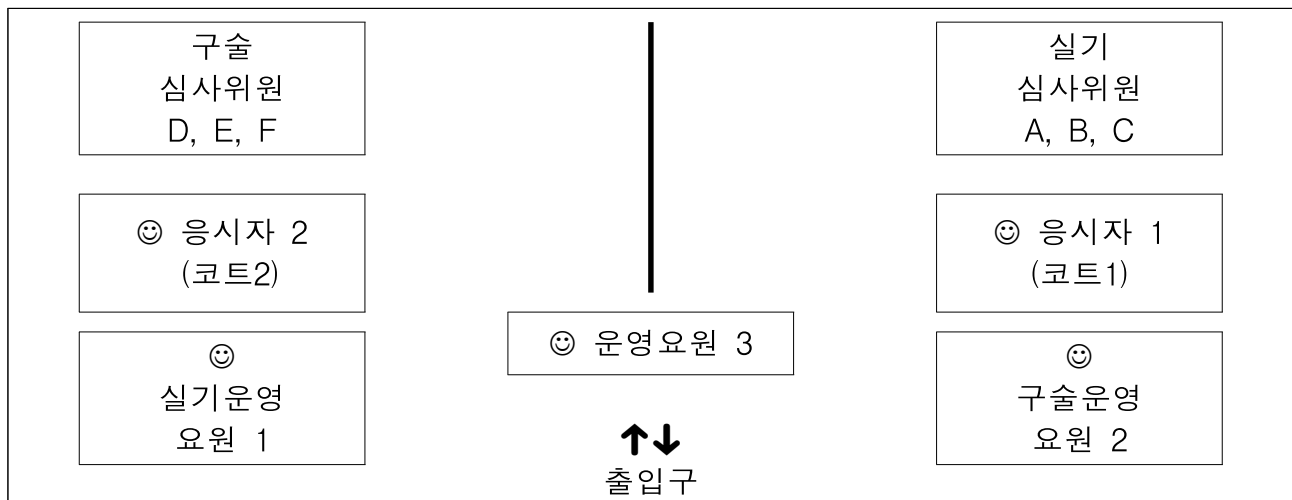 구술
심사위원
D, E, F
실기
심사위원
A, B, C
☺ 응시자 2
(코트2)
☺ 응시자 1
(코트1)
☺ 운영요원 3
☺
실기운영
요원 1
☺
구술운영
요원 2
↑↓
출입구